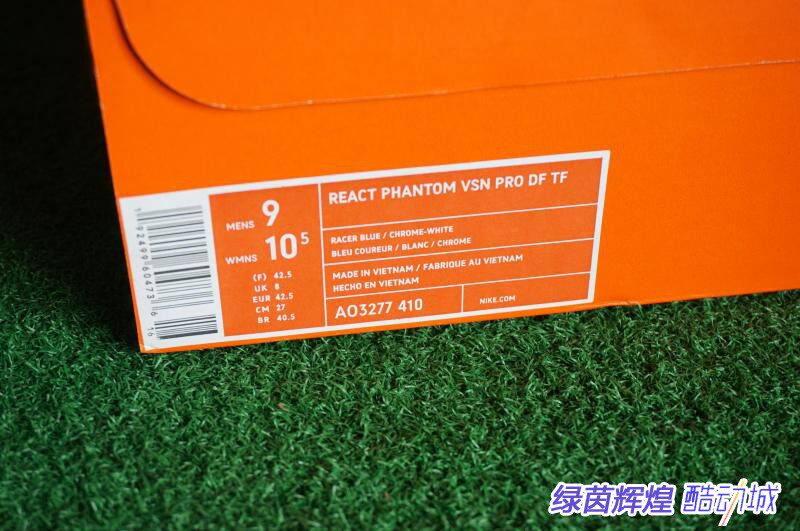 REACT PHANTOM VSN PRO DF TF
MENS 9
WMNS 10 5
(F) 42.5
UK 8
EUR 42.5
CM 27
BR 40.5
RACER BLUE / CHROME-WHITE
BLEU COUREUR / BLANC / CHROME
MADE IN VIETNAM / FABRIQUE AU VIETNAM
HECHO EN VIETNAM
AO3277 410
NIKE.COM
绿茵辉煌 酷动城